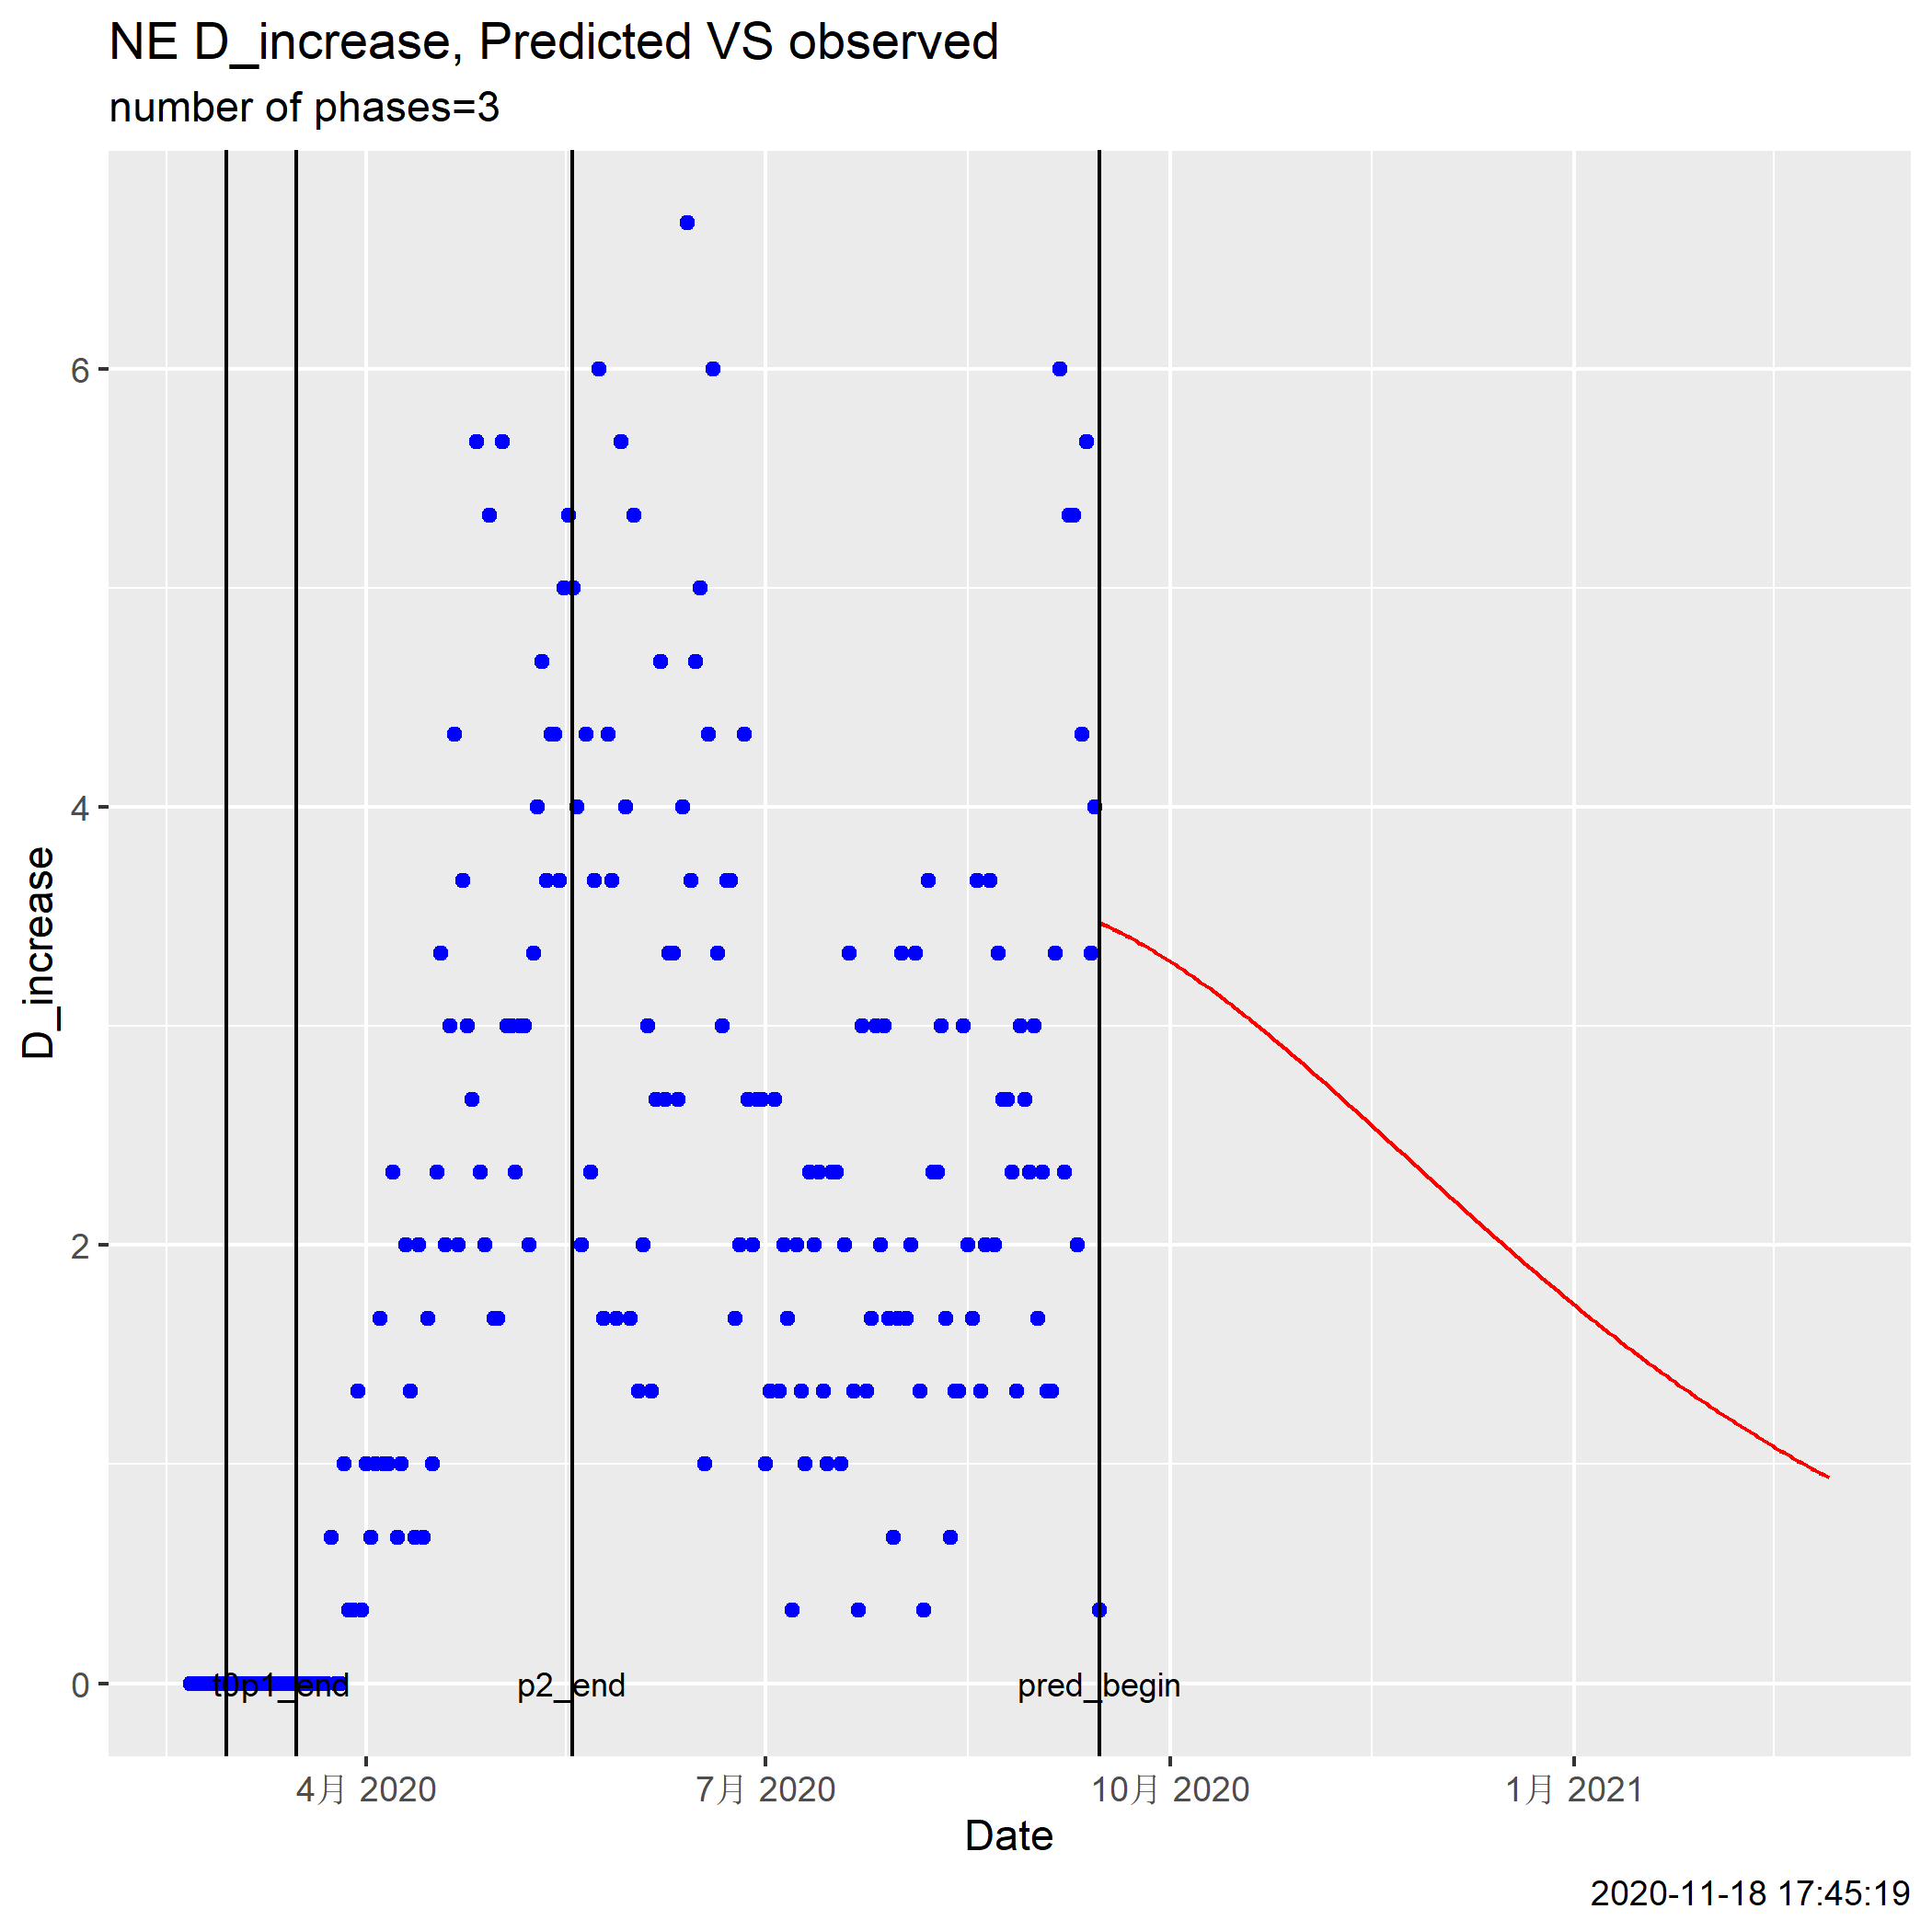 NE D_increase, Predicted VS observed
number of phases=3
D_increase
6
4
2
0
t0p1_end
p2_end
pred_begin
4月 2020
7月 2020
10月 2020
1月 2021
Date
2020-11-18 17:45:19